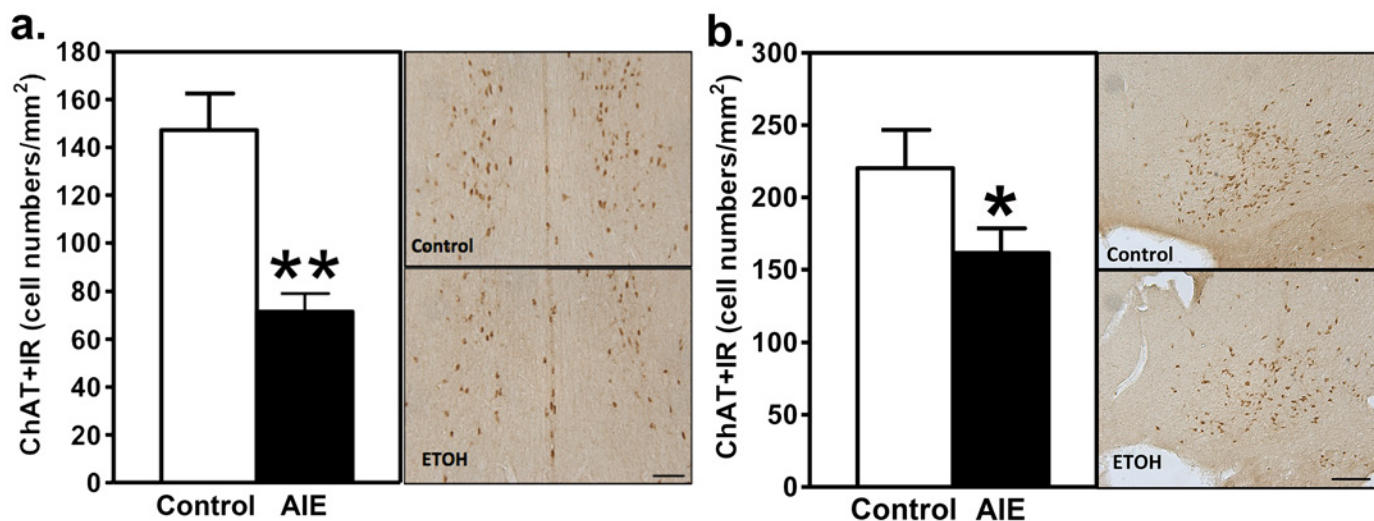 a.
ChAT+IR (cell numbers/mm²)
180
160
140
120
100
80
60
40
20
0
**
Control
AIE
Control
ETOH
b.
ChAT+IR (cell numbers/mm²)
300
250
200
150
100
50
0
*
Control
AIE
Control
ETOH